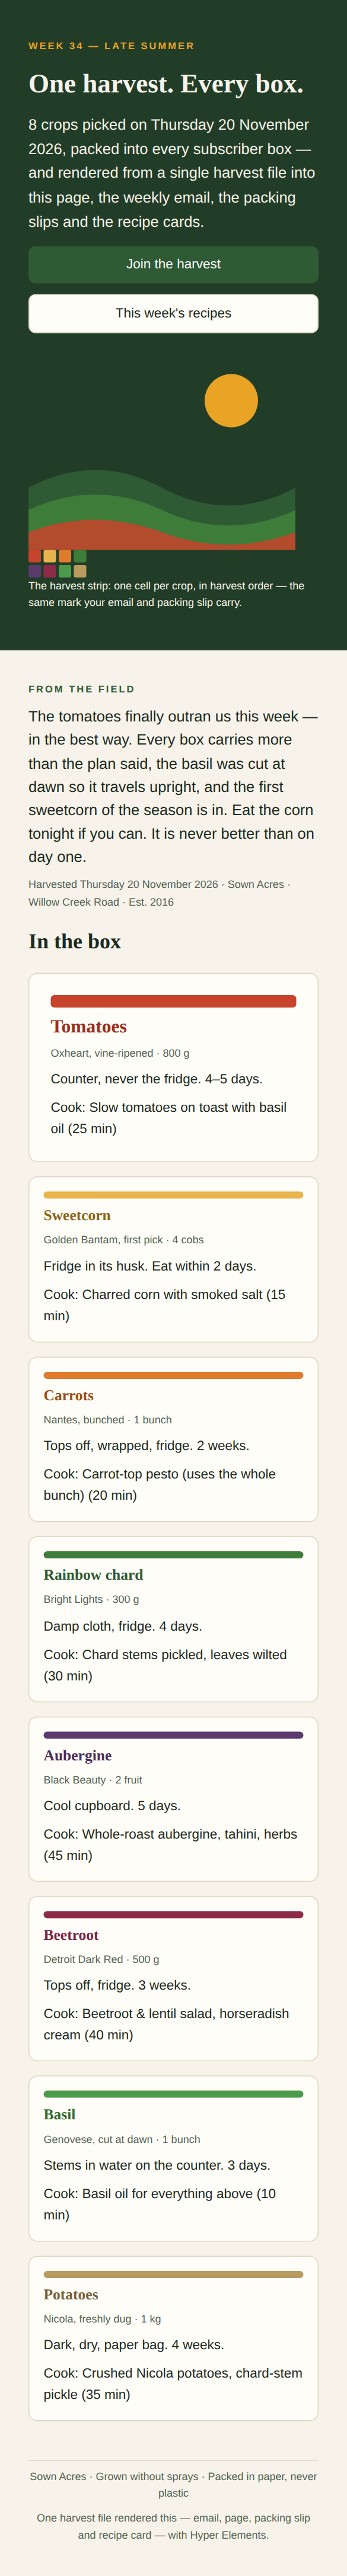 WEEK 34 — LATE SUMMER
One harvest. Every box.
8 crops picked on Thursday 20 November
2026, packed into every subscriber box —
and rendered from a single harvest file into
this page, the weekly email, the packing
slips and the recipe cards.
Join the harvest
This week's recipes
The harvest strip: one cell per crop, in harvest order — the
same mark your email and packing slip carry.
FROM THE FIELD
The tomatoes finally outran us this week —
in the best way. Every box carries more
than the plan said, the basil was cut at
dawn so it travels upright, and the first
sweetcorn of the season is in. Eat the corn
tonight if you can. It is never better than on
day one.
Harvested Thursday 20 November 2026 · Sown Acres ·
Willow Creek Road · Est. 2016
In the box
Tomatoes
Oxheart, vine-ripened · 800 g
Counter, never the fridge. 4–5 days.
Cook: Slow tomatoes on toast with basil
oil (25 min)
Sweetcorn
Golden Bantam, first pick · 4 cobs
Fridge in its husk. Eat within 2 days.
Cook: Charred corn with smoked salt (15
min)
Carrots
Nantes, bunched · 1 bunch
Tops off, wrapped, fridge. 2 weeks.
Cook: Carrot-top pesto (uses the whole
bunch) (20 min)
Rainbow chard
Bright Lights · 300 g
Damp cloth, fridge. 4 days.
Cook: Chard stems pickled, leaves wilted
(30 min)
Aubergine
Black Beauty · 2 fruit
Cool cupboard. 5 days.
Cook: Whole-roast aubergine, tahini, herbs
(45 min)
Beetroot
Detroit Dark Red · 500 g
Tops off, fridge. 3 weeks.
Cook: Beetroot & lentil salad, horseradish
cream (40 min)
Basil
Genovese, cut at dawn · 1 bunch
Stems in water on the counter. 3 days.
Cook: Basil oil for everything above (10
min)
Potatoes
Nicola, freshly dug · 1 kg
Dark, dry, paper bag. 4 weeks.
Cook: Crushed Nicola potatoes, chard-stem
pickle (35 min)
Sown Acres · Grown without sprays · Packed in paper, never
plastic
One harvest file rendered this — email, page, packing slip
and recipe card — with Hyper Elements.